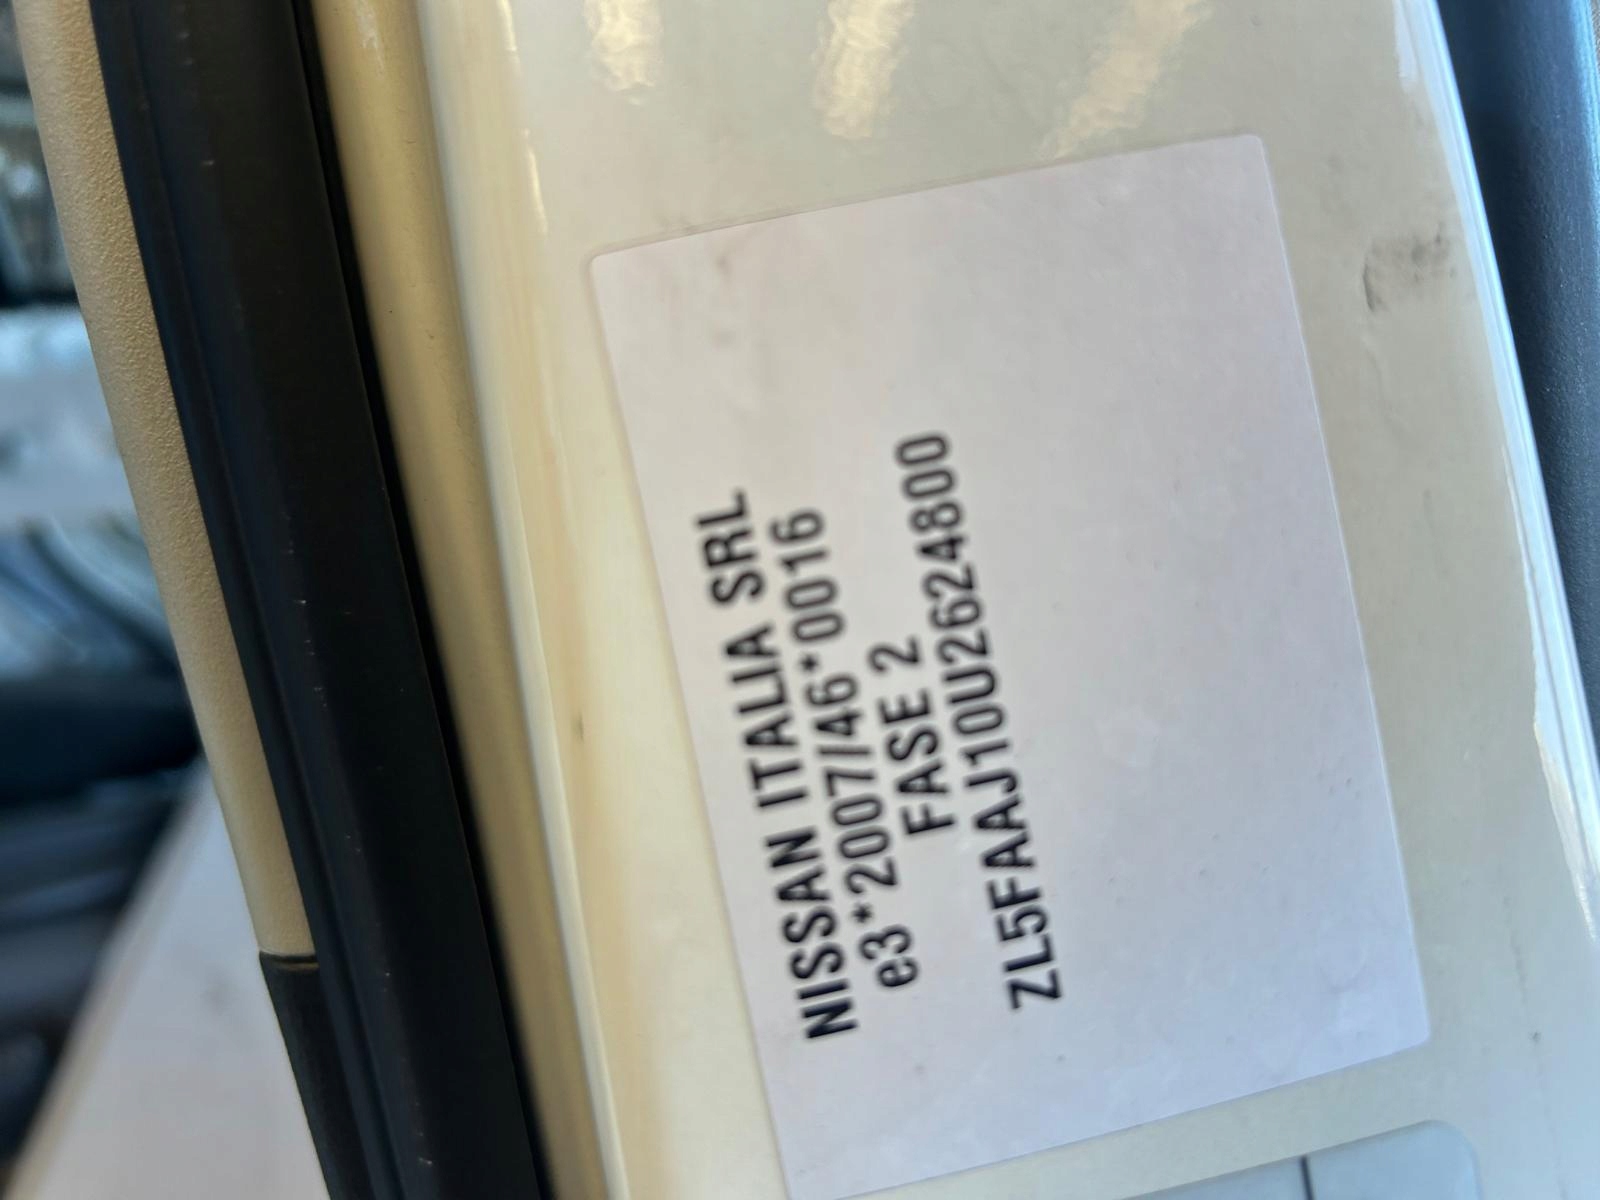 NISSAN ITALIA SRL
e3*2007/46*0016
FASE 2
ZL5FAAJ10U2624800